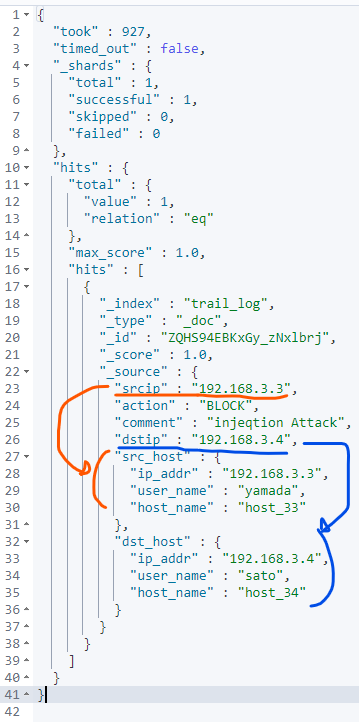 1 {
2 "took" : 927,
3 "timed_out" : false,
4 "_shards" : {
5 "total" : 1,
6 "successful" : 1,
7 "skipped" : 0,
8 "failed" : 0
9 },
10 "hits" : {
11 "total" : {
12 "value" : 1,
13 "relation" : "eq"
14 },
15 "max_score" : 1.0,
16 "hits" : [
17 {
18 "_index" : "trail_log",
19 "_type" : "_doc",
20 "_id" : "ZQHS94EBKxGy_zNxlbrj",
21 "_score" : 1.0,
22 "_source" : {
23 "srcip" : "192.168.3.3",
24 "action" : "BLOCK",
25 "comment" : "injeqtion Attack",
26 "dstip" : "192.168.3.4",
27 "src_host" : {
28 "ip_addr" : "192.168.3.3",
29 "user_name" : "yamada",
30 "host_name" : "host_33"
31 },
32 "dst_host" : {
33 "ip_addr" : "192.168.3.4",
34 "user_name" : "sato",
35 "host_name" : "host_34"
36 }
37 }
38 }
39 ]
40 }
41 }
42